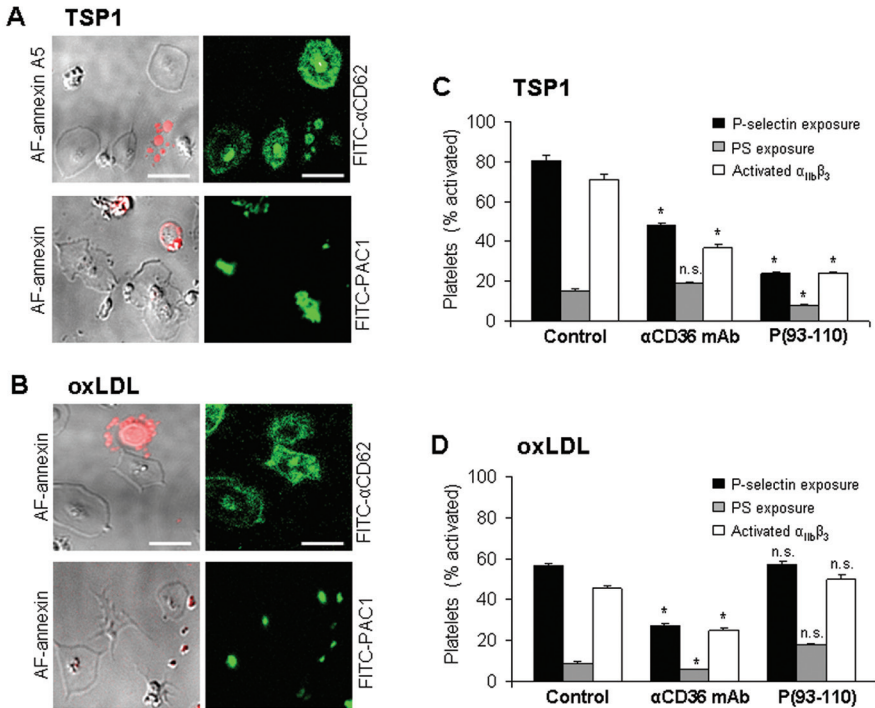 A TSP1
AF-annexin A5
FITC-αCD62
AF-annexin
FITC-PAC1
B oxLDL
AF-annexin
FITC-αCD62
AF-annexin
FITC-PAC1
C TSP1
P-selectin exposure
PS exposure
Activated αIIbβ3
Platelets (% activated)
100
80
60
40
20
0
*
n.s.
*
*
*
*
Control αCD36 mAb P(93-110)
D oxLDL
P-selectin exposure
PS exposure
Activated αIIbβ3
Platelets (% activated)
100
80
60
40
20
0
*
*
*
n.s.
n.s.
n.s.
Control αCD36 mAb P(93-110)